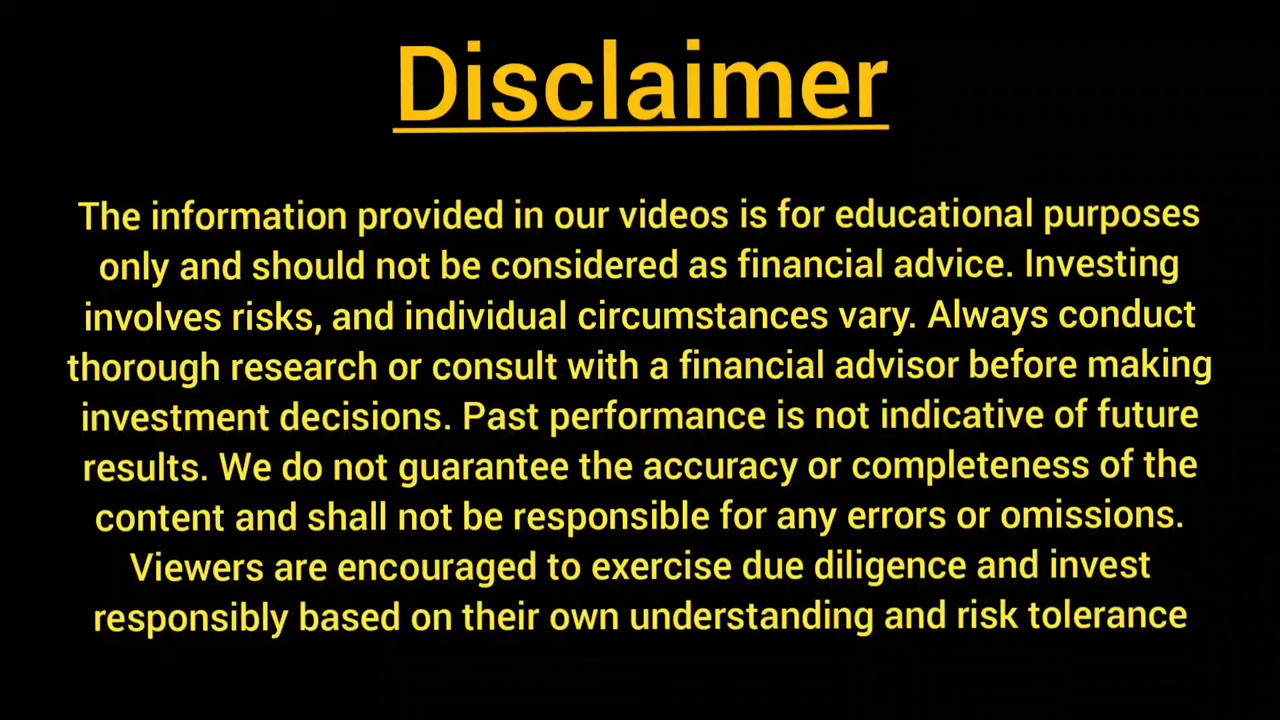 Disclaimer
The information provided in our videos is for educational purposes
only and should not be considered as financial advice. Investing
involves risks, and individual circumstances vary. Always conduct
thorough research or consult with a financial advisor before making
investment decisions. Past performance is not indicative of future
results. We do not guarantee the accuracy or completeness of the
content and shall not be responsible for any errors or omissions.
Viewers are encouraged to exercise due diligence and invest
responsibly based on their own understanding and risk tolerance